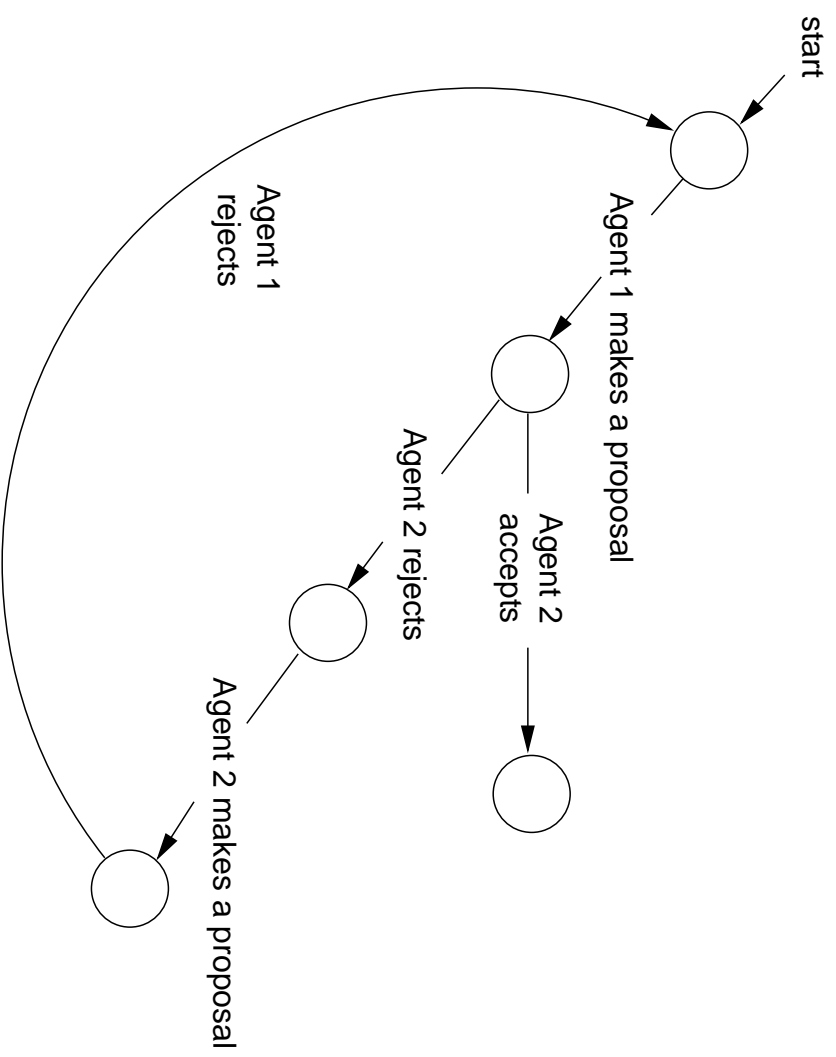 start
Agent 1 makes a proposal
Agent 2
accepts
Agent 2 rejects
Agent 1
rejects
Agent 2 makes a proposal